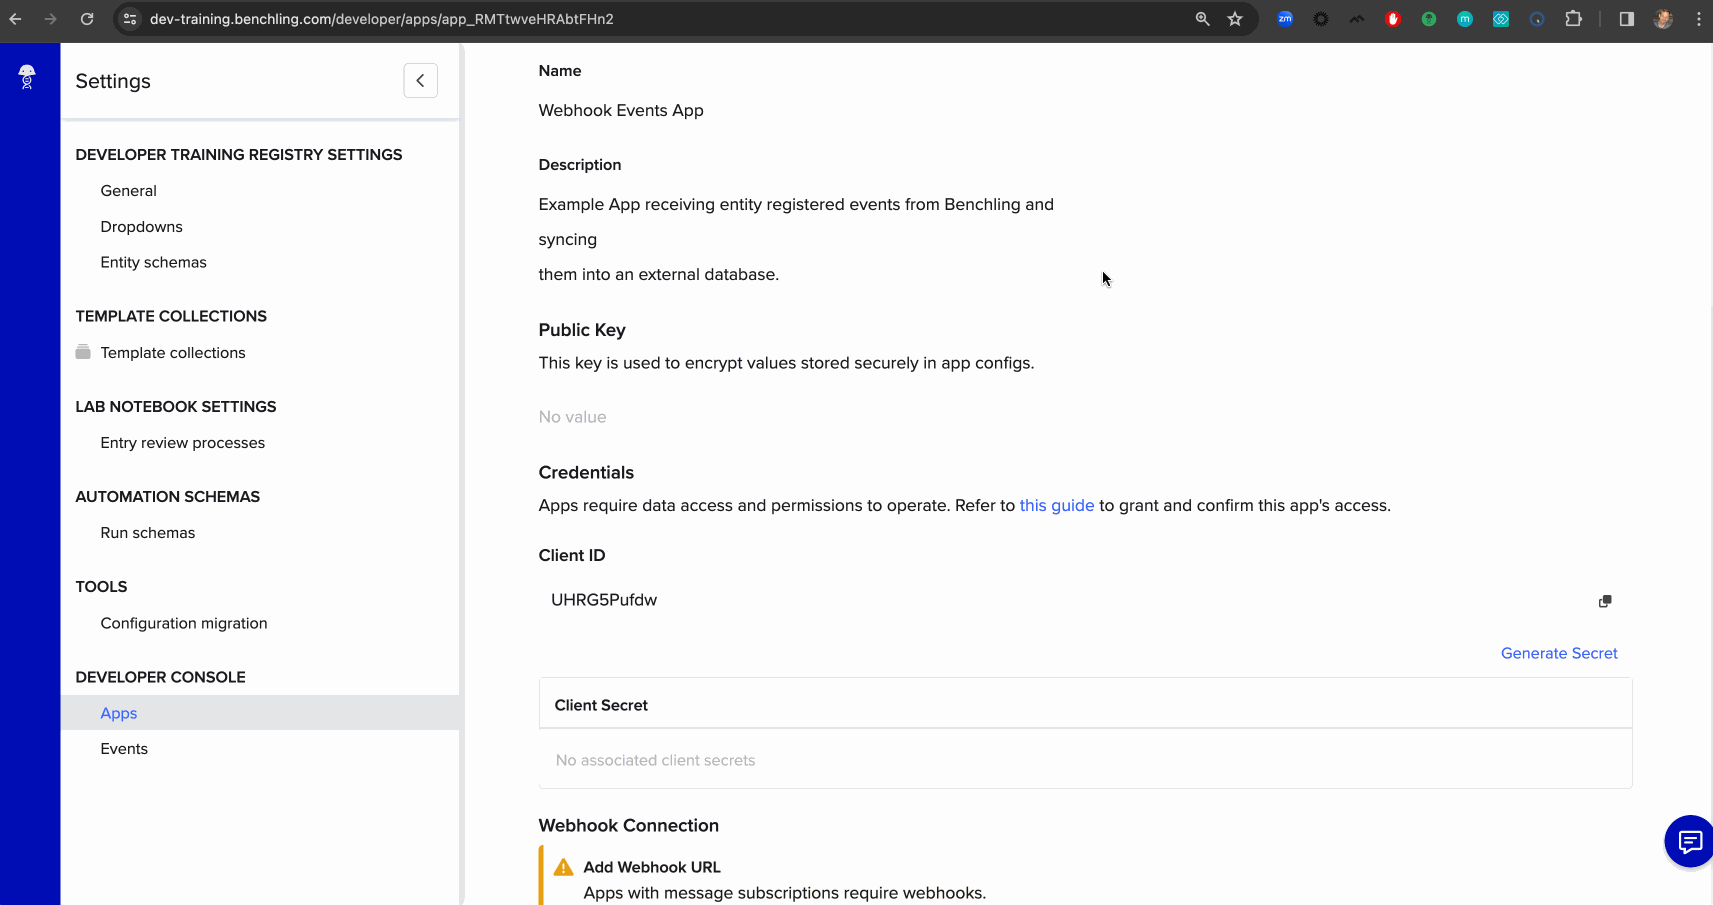 dev-training.benchling.com/developer/apps/app_RMTtwveHRAbtFHn2
zm
m
Settings
DEVELOPER TRAINING REGISTRY SETTINGS
General
Dropdowns
Entity schemas
TEMPLATE COLLECTIONS
Template collections
LAB NOTEBOOK SETTINGS
Entry review processes
AUTOMATION SCHEMAS
Run schemas
TOOLS
Configuration migration
DEVELOPER CONSOLE
Apps
Events
Name
Webhook Events App
Description
Example App receiving entity registered events from Benchling and
syncing
them into an external database.
Public Key
This key is used to encrypt values stored securely in app configs.
No value
Credentials
Apps require data access and permissions to operate. Refer to this guide to grant and confirm this app's access.
Client ID
UHRG5Pufdw
Generate Secret
Client Secret
No associated client secrets
Webhook Connection
Add Webhook URL
Apps with message subscriptions require webhooks.